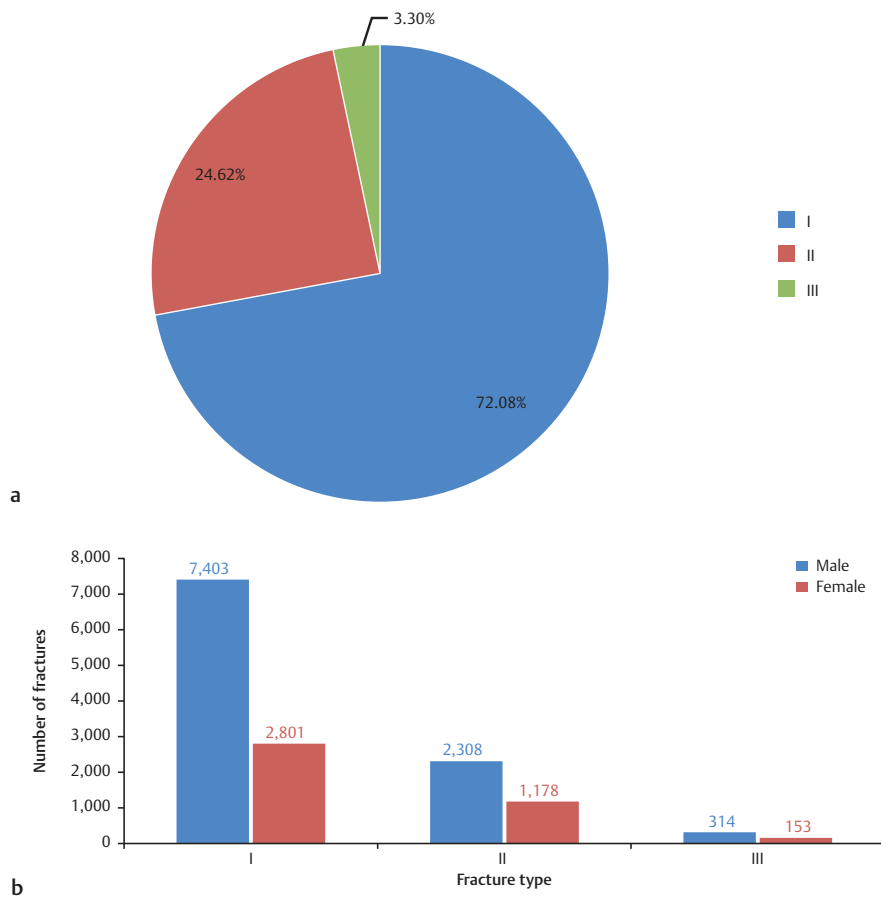 3.30%
24.62%
72.08%
I
II
III
a
8,000
7,000
6,000
5,000
4,000
3,000
2,000
1,000
0
Number of fractures
7,403
2,801
2,308
1,178
314
153
Male
Female
I
II
III
Fracture type
b